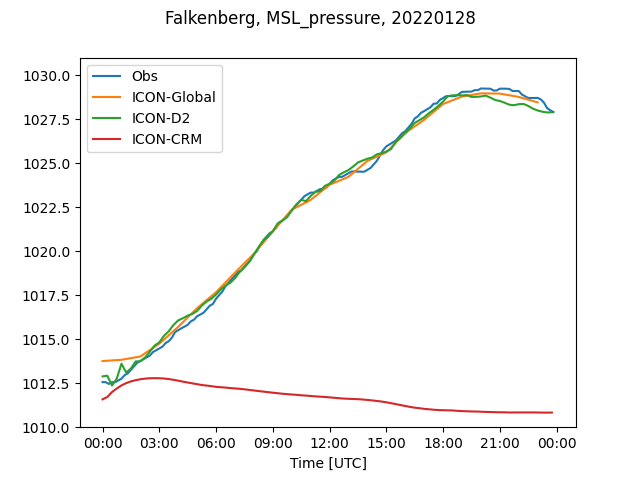 Falkenberg, MSL_pressure, 20220128
1030.0
1027.5
1025.0
1022.5
1020.0
1017.5
1015.0
1012.5
1010.0
Obs
ICON-Global
ICON-D2
ICON-CRM
00:00 03:00 06:00 09:00 12:00 15:00 18:00 21:00 00:00
Time [UTC]